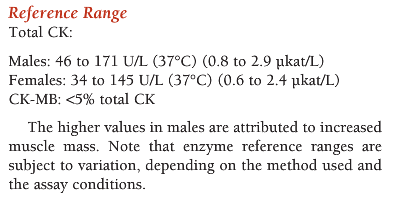 Reference Range
Total CK:
Males: 46 to 171 U/L (37°C) (0.8 to 2.9 μkat/L)
Females: 34 to 145 U/L (37°C) (0.6 to 2.4 μkat/L)
CK-MB: <5% total CK
The higher values in males are attributed to increased
muscle mass. Note that enzyme reference ranges are
subject to variation, depending on the method used and
the assay conditions.